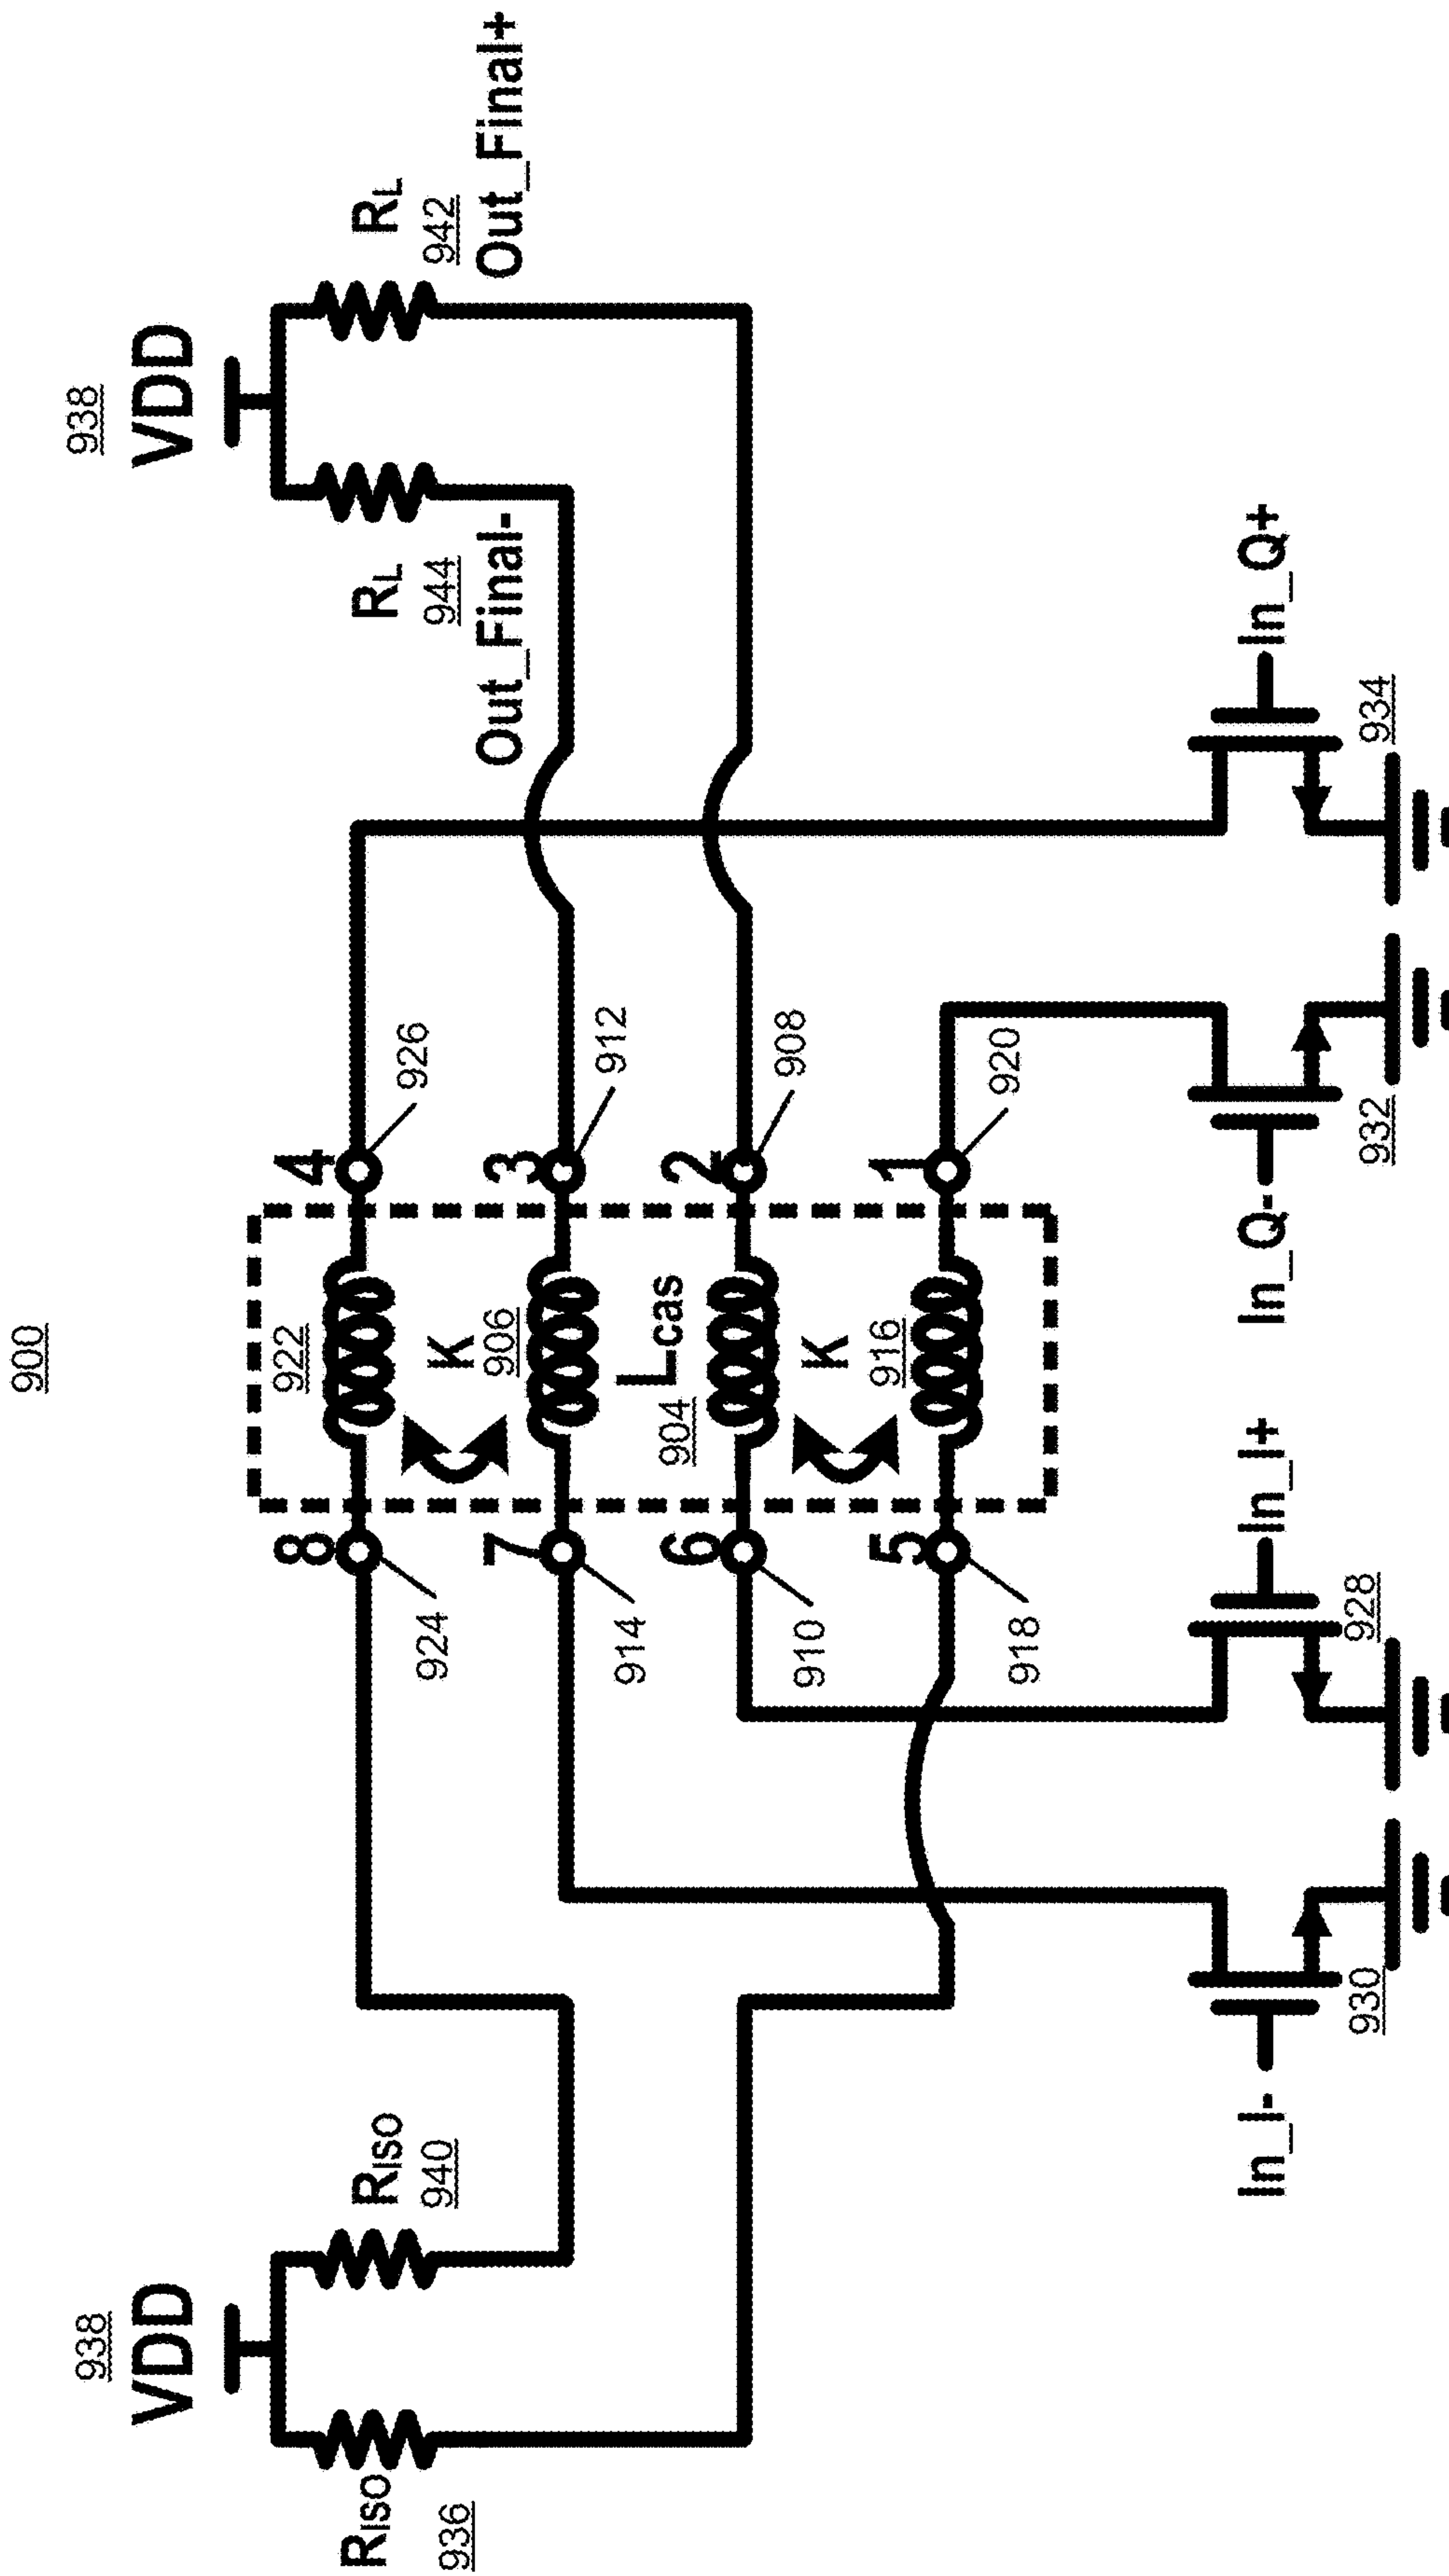 900
938
VDD
938
VDD
RISO
936
RISO
940
RL
944
RL
942
Out_Final-
Out_Final+
8
922
4
924
K
926
7
906
3
914
Lcas
912
6
904
2
910
K
908
5
916
1
918
920
In_I-
930
In_I+
928
In_Q-
932
In_Q+
934